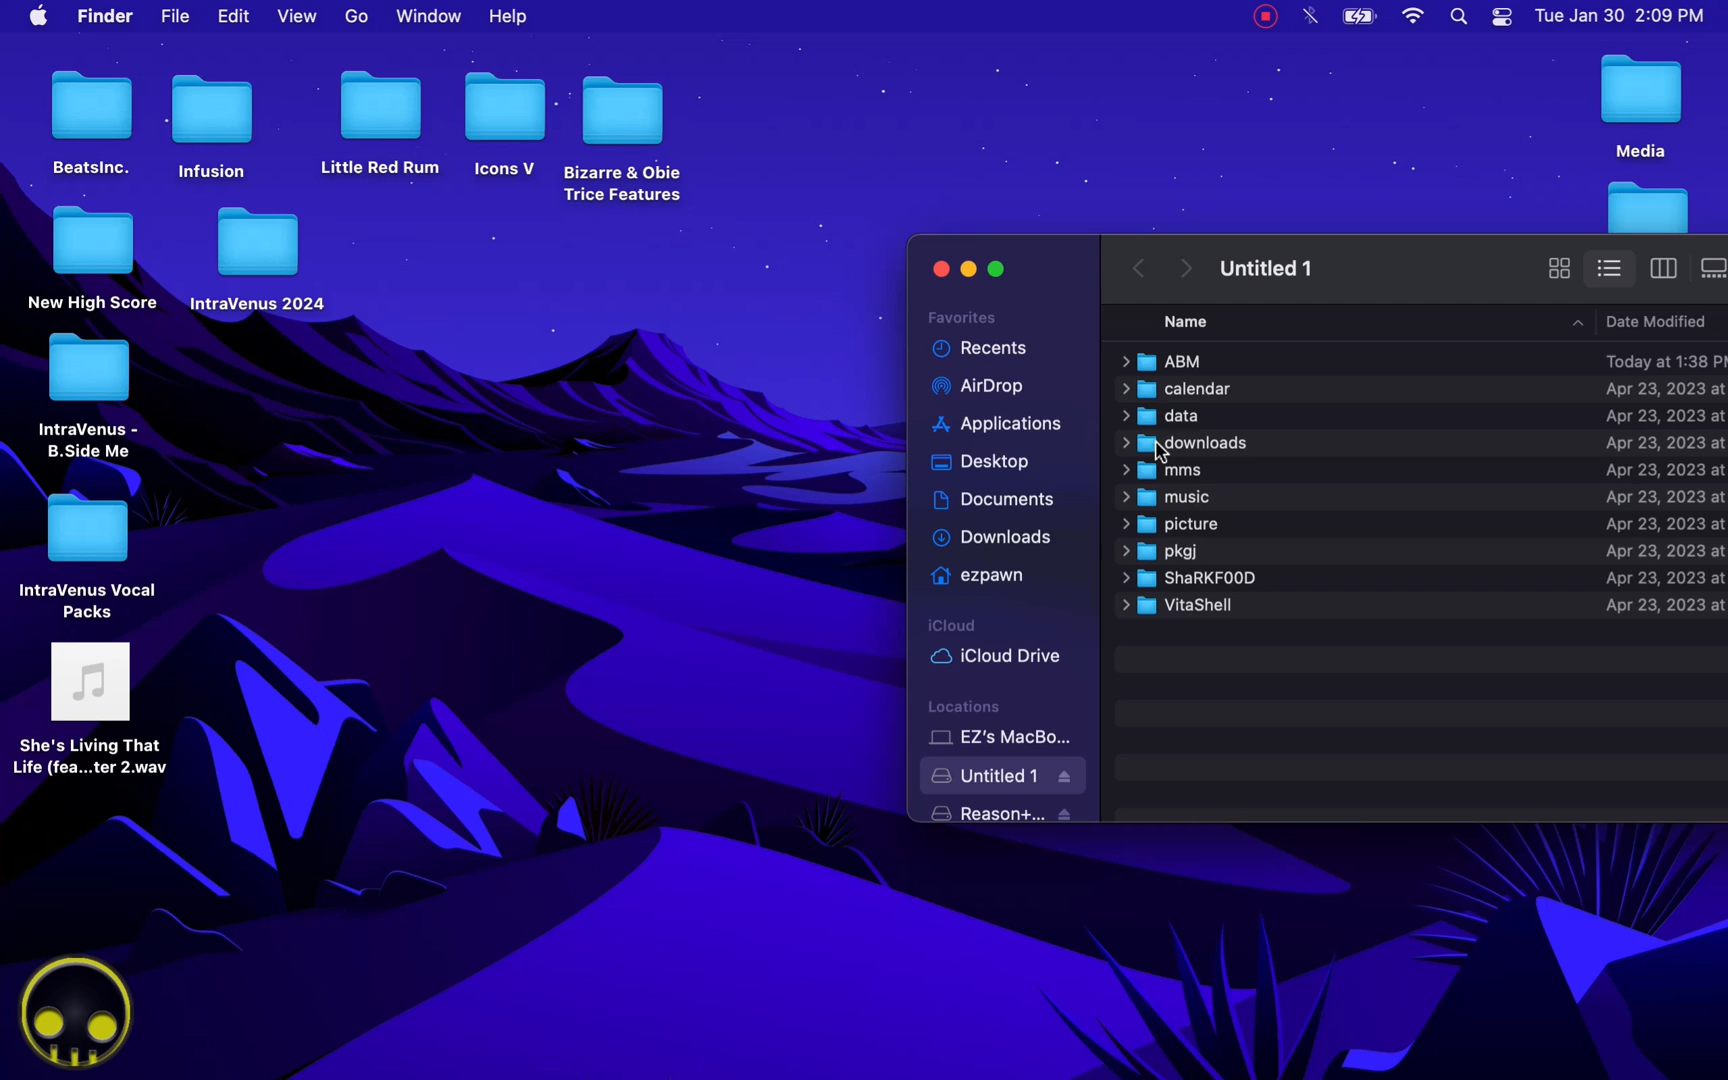 Finder File Edit View Go Window Help Tue Jan 30 2:09 PM
BeatsInc.
Infusion
Little Red Rum
Icons V
Bizarre & Obie
Trice Features
Media
New High Score
IntraVenus 2024
IntraVenus -
B.Side Me
IntraVenus Vocal
Packs
She's Living That
Life (fea...ter 2.wav
Untitled 1
Favorites
Recents
AirDrop
Applications
Desktop
Documents
Downloads
ezpawn
iCloud
iCloud Drive
Locations
EZ's MacBo...
Untitled 1
Reason+...
Name Date Modified
ABM Today at 1:38 PM
calendar Apr 23, 2023 at
data Apr 23, 2023 at
downloads Apr 23, 2023 at
mms Apr 23, 2023 at
music Apr 23, 2023 at
picture Apr 23, 2023 at
pkgj Apr 23, 2023 at
ShaRKF00D Apr 23, 2023 at
VitaShell Apr 23, 2023 at